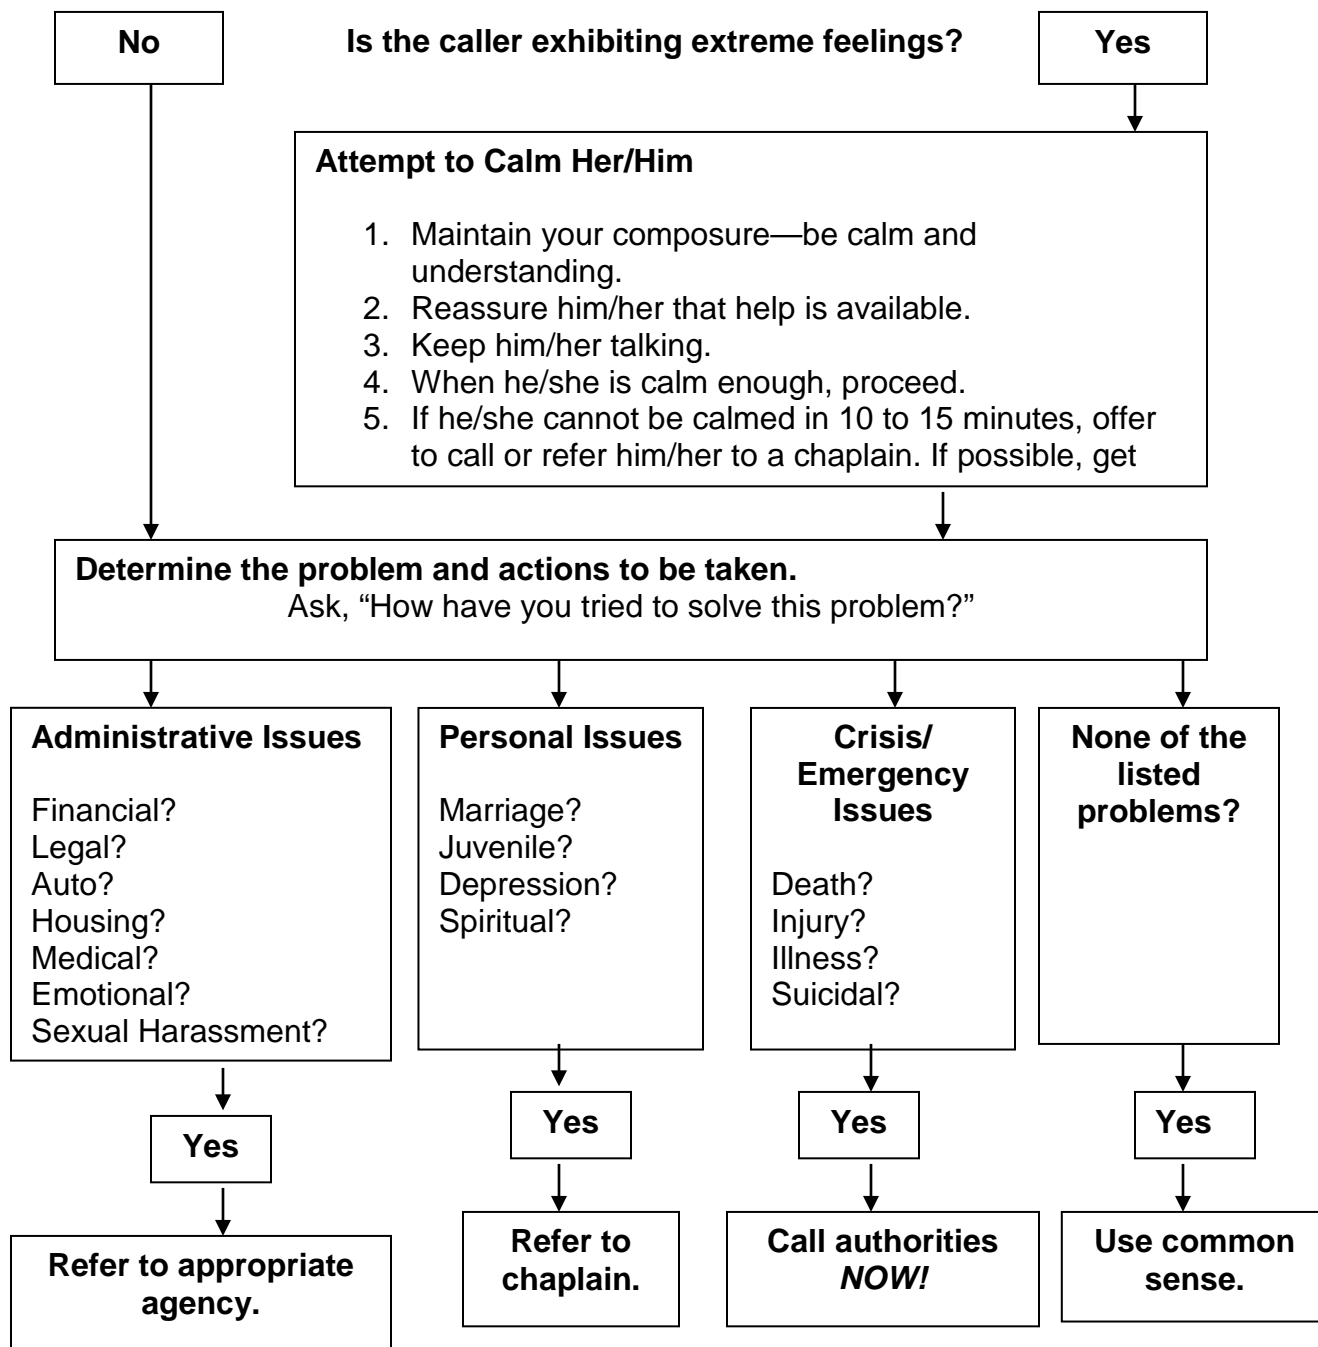 No
Is the caller exhibiting extreme feelings?
Yes
Attempt to Calm Her/Him
1. Maintain your composure—be calm and
understanding.
2. Reassure him/her that help is available.
3. Keep him/her talking.
4. When he/she is calm enough, proceed.
5. If he/she cannot be calmed in 10 to 15 minutes, offer
to call or refer him/her to a chaplain. If possible, get
Determine the problem and actions to be taken.
Ask, “How have you tried to solve this problem?”
Administrative Issues
Financial?
Legal?
Auto?
Housing?
Medical?
Emotional?
Sexual Harassment?
Yes
Refer to appropriate
agency.
Personal Issues
Marriage?
Juvenile?
Depression?
Spiritual?
Yes
Refer to
chaplain.
Crisis/
Emergency
Issues
Death?
Injury?
Illness?
Suicidal?
Yes
Call authorities
NOW!
None of the
listed
problems?
Yes
Use common
sense.